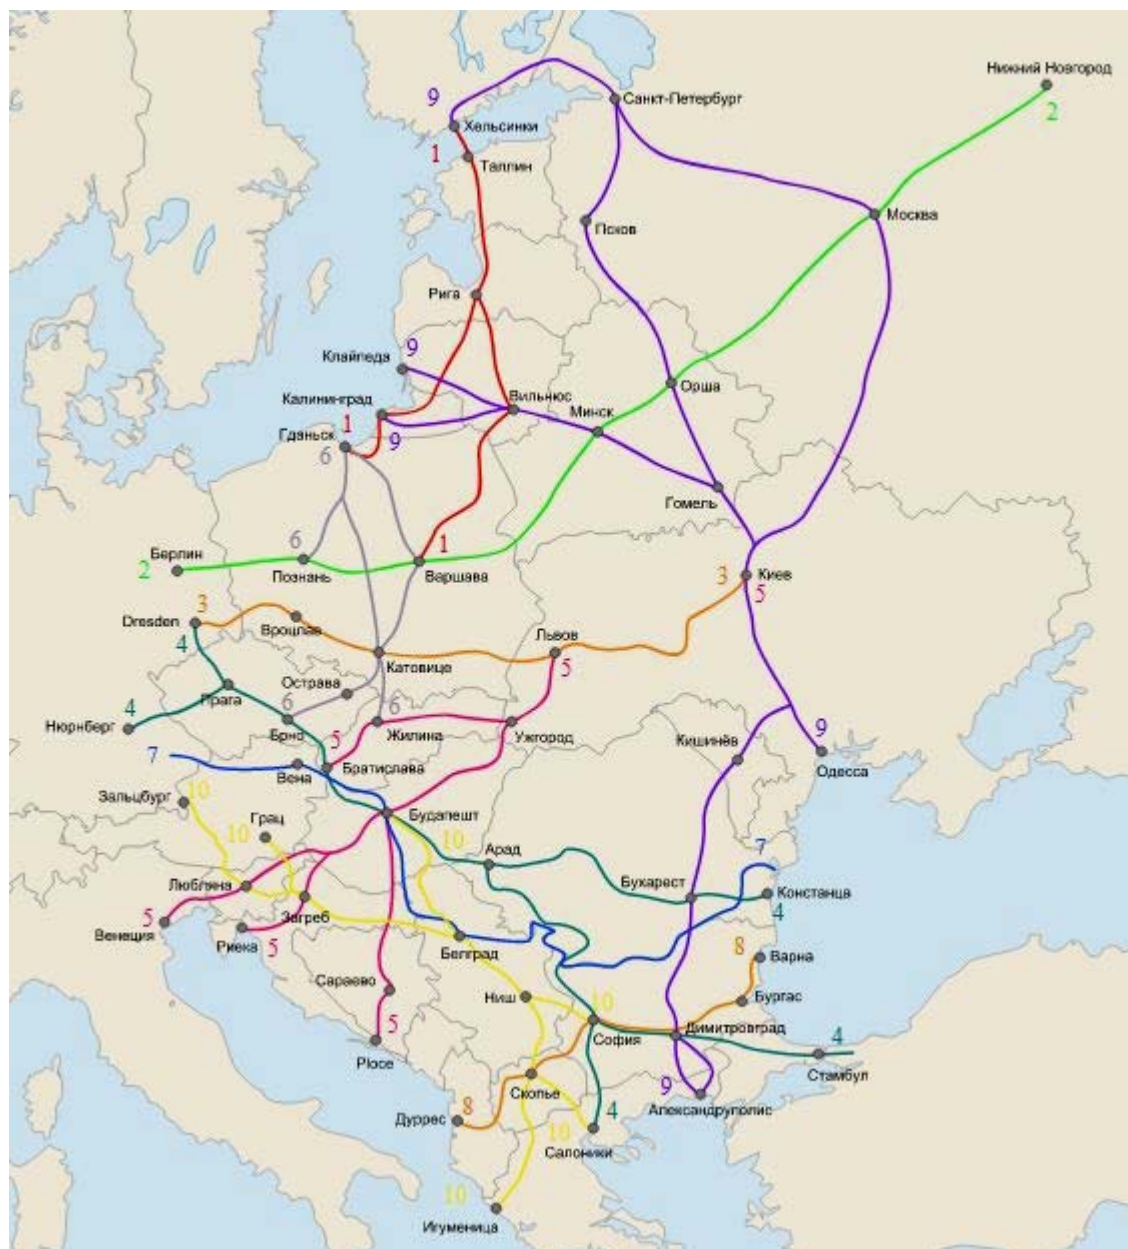 Нижний Новгород
9
Санкт-Петербург
2
Хельсинки
1
Таллин
Москва
Псков
Рига
9
Клайпеда
Орша
Калининград
Вильнюс
Минск
1
Гданьск
9
6
Гомель
6
1
Берлин
2
Познань
Варшава
3
Киев
5
3
Dresden
Вроцлав
4
Львов
Катовице
5
Острава
Прага
4
6
6
Нюрнберг
Брно
Жилина
Ужгород
5
Кишинёв
9
7
Вена
Братислава
Одесса
Зальцбург
10
Грац
10
Будапешт
10
Арад
7
Любляна
Бухарест
Констанца
4
5
Загреб
Венеция
Риека
5
Белград
8
Варна
Сараево
Ниш
10
Бургас
5
София
Димитровград
4
Ploce
Стамбул
Скопье
9
Александруполис
Дуррес
8
4
10
Салоники
10
Игуменица